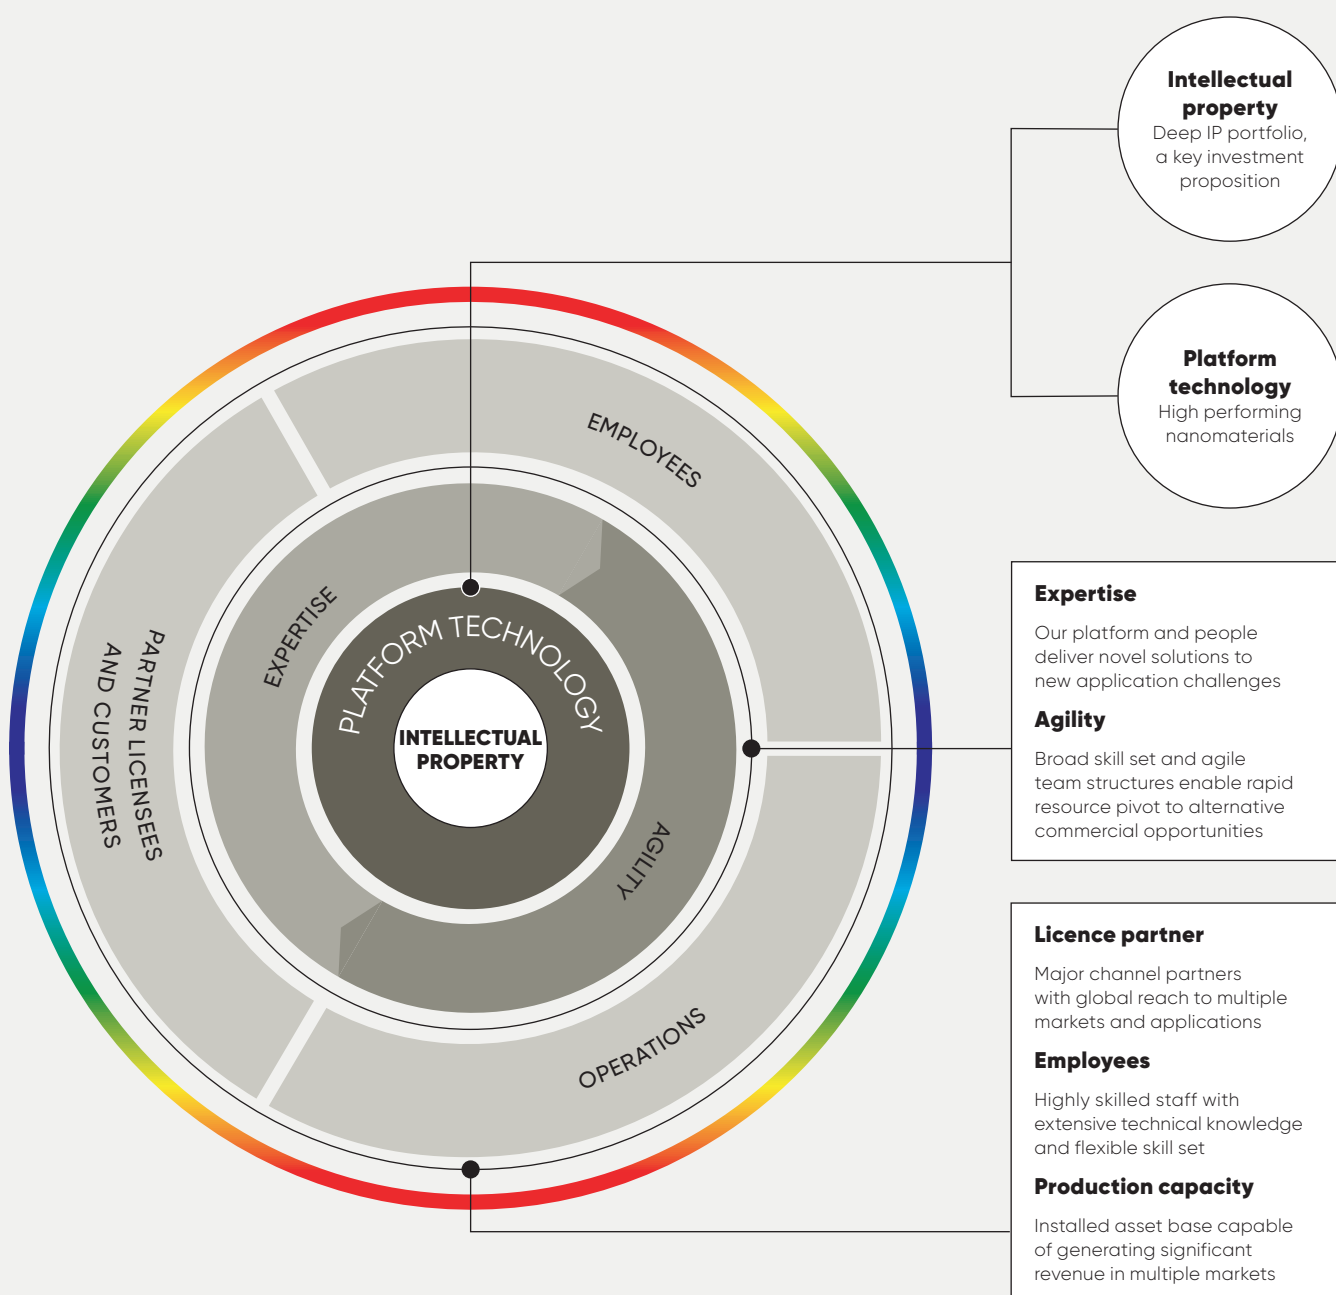 Intellectual
property
Deep IP portfolio,
a key investment
proposition
Platform
technology
High performing
nanomaterials
EMPLOYEES
EXPERTISE
PLATFORM TECHNOLOGY
INTELLECTUAL
PROPERTY
PARTNER LICENSEES
AND CUSTOMERS
AGILITY
OPERATIONS
Expertise
Our platform and people
deliver novel solutions to
new application challenges
Agility
Broad skill set and agile
team structures enable rapid
resource pivot to alternative
commercial opportunities
Licence partner
Major channel partners
with global reach to multiple
markets and applications
Employees
Highly skilled staff with
extensive technical knowledge
and flexible skill set
Production capacity
Installed asset base capable
of generating significant
revenue in multiple markets